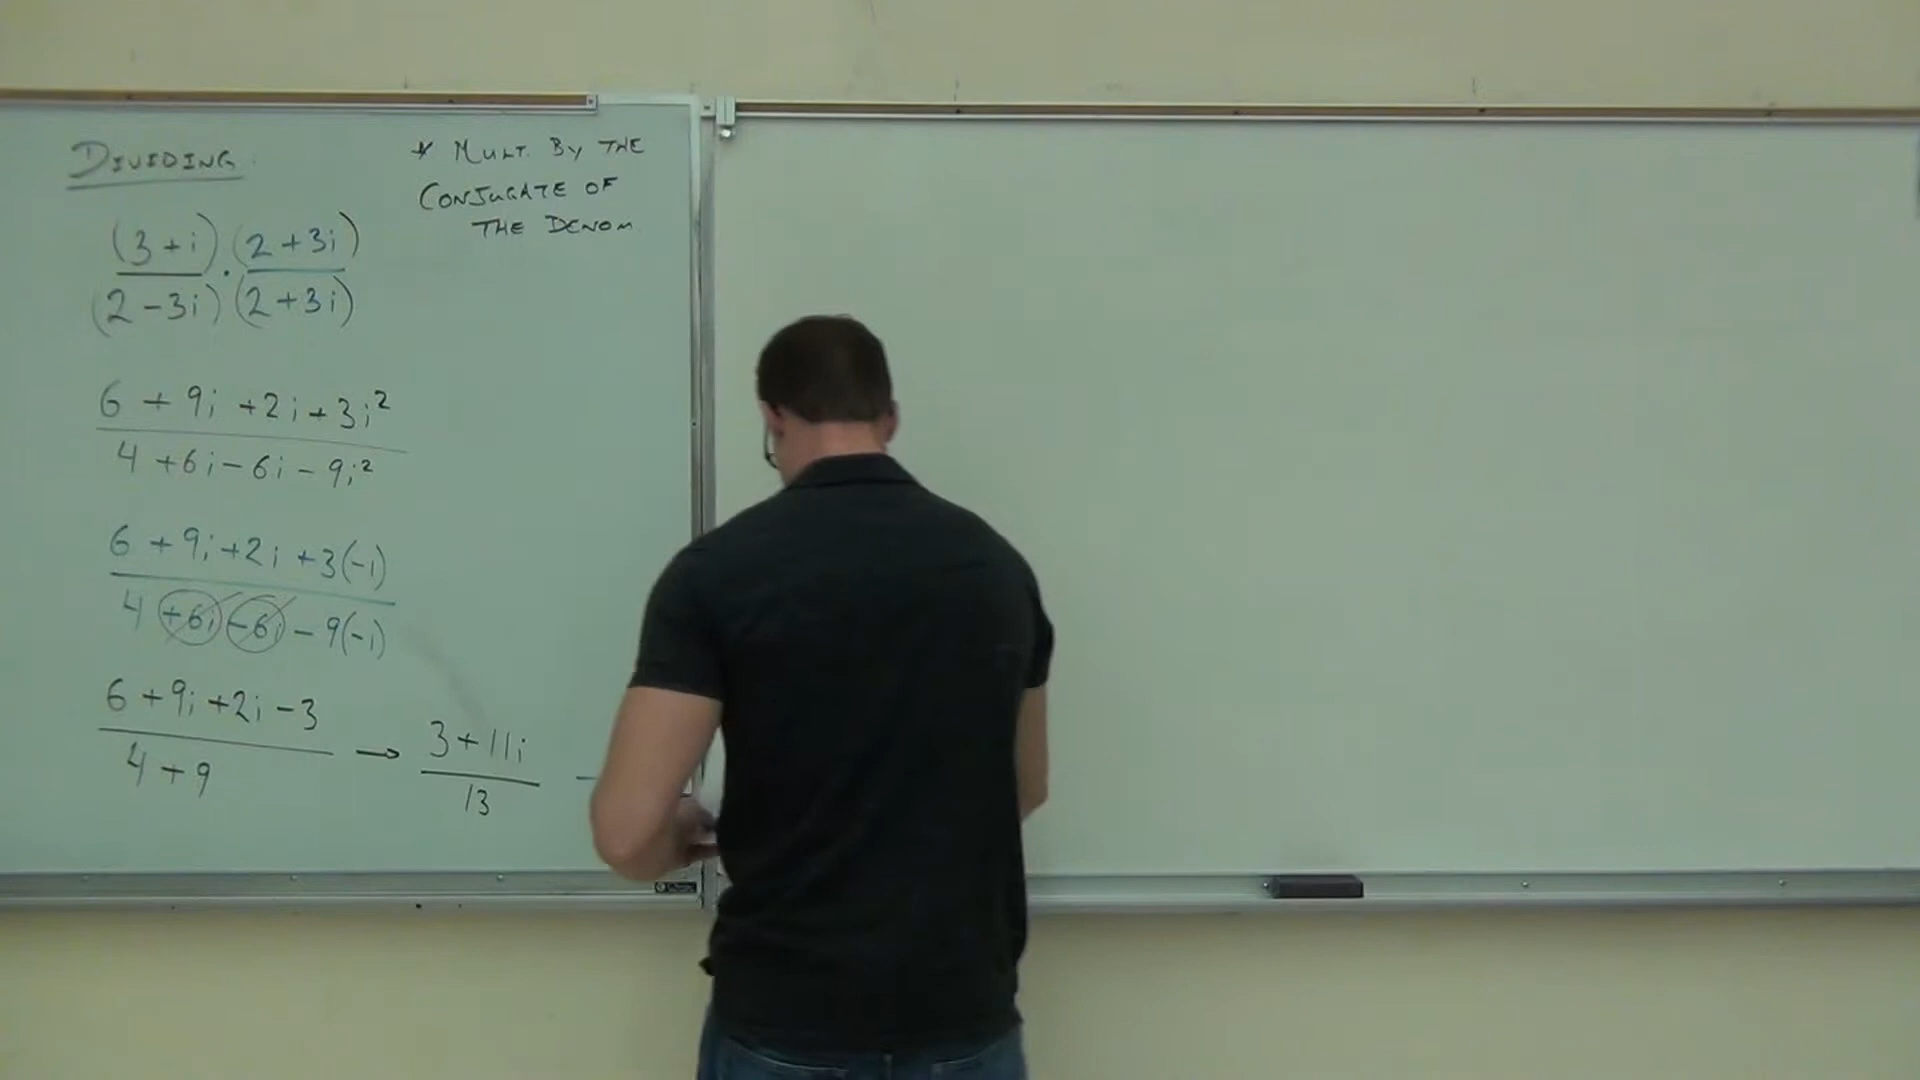 DIVIDING
* MULT. BY THE
CONJUGATE OF
THE DENOM
(3+i) · (2+3i)
(2-3i) (2+3i)
6 + 9i + 2i + 3i²
4 + 6i - 6i - 9i²
6 + 9i + 2i + 3(-1)
4 +6i -6i - 9(-1)
6 + 9i + 2i - 3
4 + 9
→
3 + 11i
13